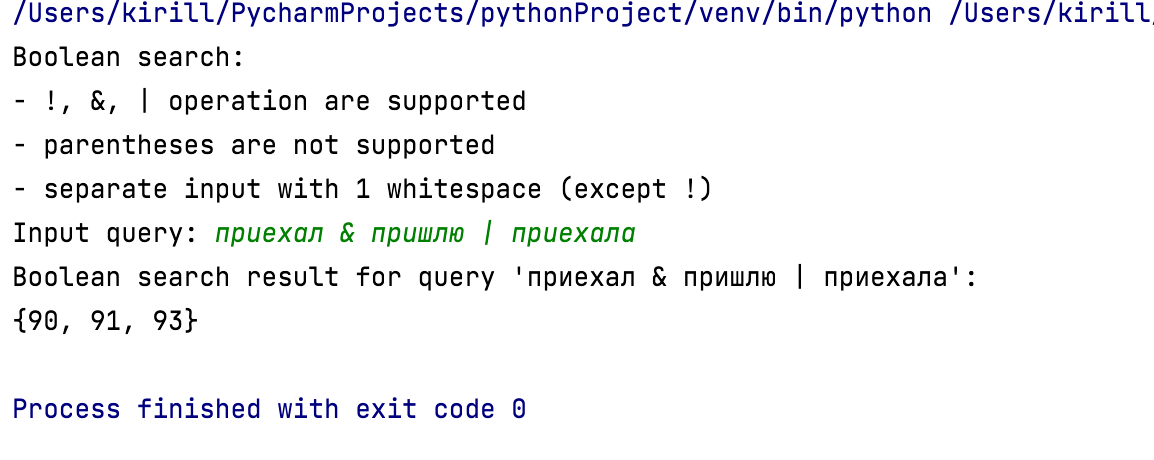 /Users/kirill/PycharmProjects/pythonProject/venv/bin/python /Users/kirill/
Boolean search:
- !, &, | operation are supported
- parentheses are not supported
- separate input with 1 whitespace (except !)
Input query: приехал & пришлю | приехала
Boolean search result for query 'приехал & пришлю | приехала':
{90, 91, 93}
Process finished with exit code 0